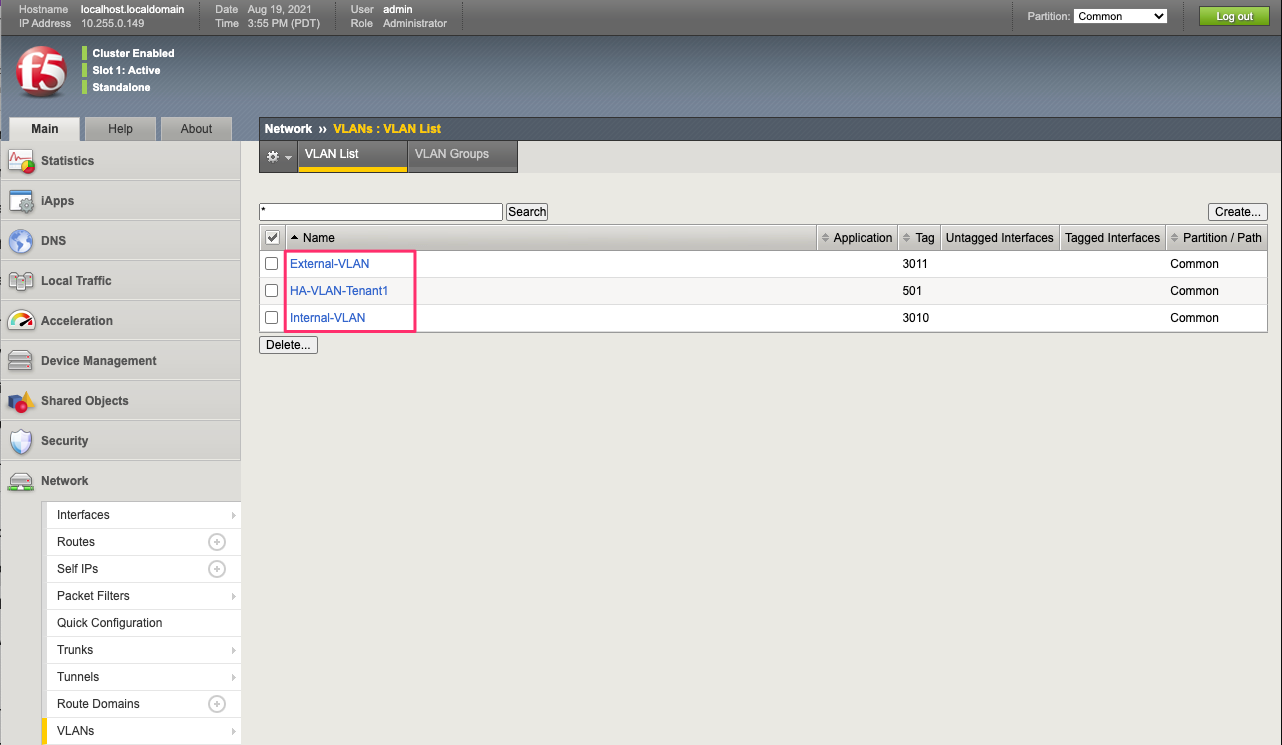 Hostname localhost.localdomain Date Aug 19, 2021 User admin
IP Address 10.255.0.149 Time 3:55 PM (PDT) Role Administrator
Partition: Common Log out
f5
Cluster Enabled
Slot 1: Active
Standalone
Main Help About
Network ›› VLANs : VLAN List
VLAN List VLAN Groups
* Search Create...
Name Application Tag Untagged Interfaces Tagged Interfaces Partition / Path
External-VLAN 3011 Common
HA-VLAN-Tenant1 501 Common
Internal-VLAN 3010 Common
Delete...
Statistics
iApps
DNS
Local Traffic
Acceleration
Device Management
Shared Objects
Security
Network
Interfaces
Routes
Self IPs
Packet Filters
Quick Configuration
Trunks
Tunnels
Route Domains
VLANs